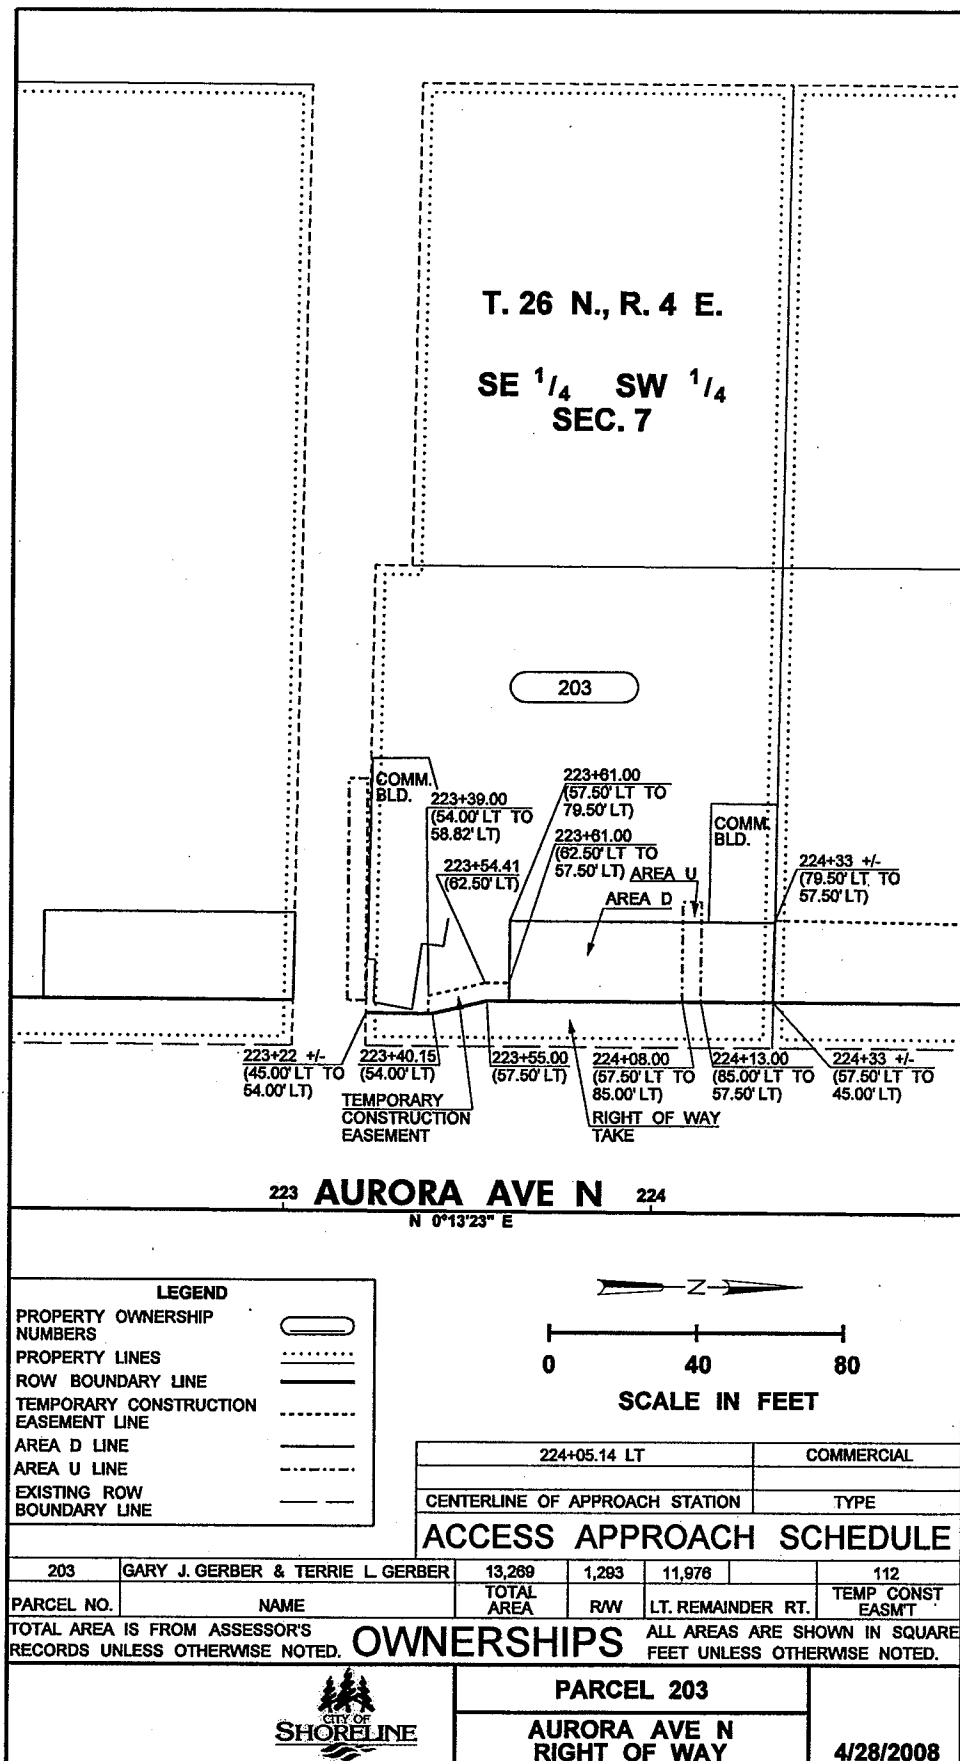 T. 26 N., R. 4 E.
SE 1/4 SW 1/4
SEC. 7
203
COMM.
BLD.
223+39.00
(54.00' LT TO
58.82' LT)
223+54.41
(62.50' LT)
223+61.00
(57.50' LT TO
79.50' LT)
223+61.00
(62.50' LT TO
57.50' LT)
AREA U
AREA D
COMM.
BLD.
224+33 +/-
(79.50' LT TO
57.50' LT)
223+22 +/-
(45.00' LT TO
54.00' LT)
223+40.15
(54.00' LT)
TEMPORARY
CONSTRUCTION
EASEMENT
223+55.00
(57.50' LT)
224+08.00
(57.50' LT TO
85.00' LT)
RIGHT OF WAY
TAKE
224+13.00
(85.00' LT TO
57.50' LT)
224+33 +/-
(57.50' LT TO
45.00' LT)
223 AURORA AVE N 224
N 0°13'23" E
LEGEND
PROPERTY OWNERSHIP
NUMBERS
PROPERTY LINES
ROW BOUNDARY LINE
TEMPORARY CONSTRUCTION
EASEMENT LINE
AREA D LINE
AREA U LINE
EXISTING ROW
BOUNDARY LINE
N
0 40 80
SCALE IN FEET
224+05.14 LT COMMERCIAL
CENTERLINE OF APPROACH STATION TYPE
ACCESS APPROACH SCHEDULE
203 GARY J. GERBER & TERRIE L. GERBER 13,269 1,293 11,976 112
PARCEL NO. NAME TOTAL AREA R/W LT. REMAINDER RT. TEMP CONST EASM'T
TOTAL AREA IS FROM ASSESSOR'S
RECORDS UNLESS OTHERWISE NOTED.
OWNERSHIPS
ALL AREAS ARE SHOWN IN SQUARE
FEET UNLESS OTHERWISE NOTED.
CITY OF
SHORELINE
PARCEL 203
AURORA AVE N
RIGHT OF WAY
4/28/2008